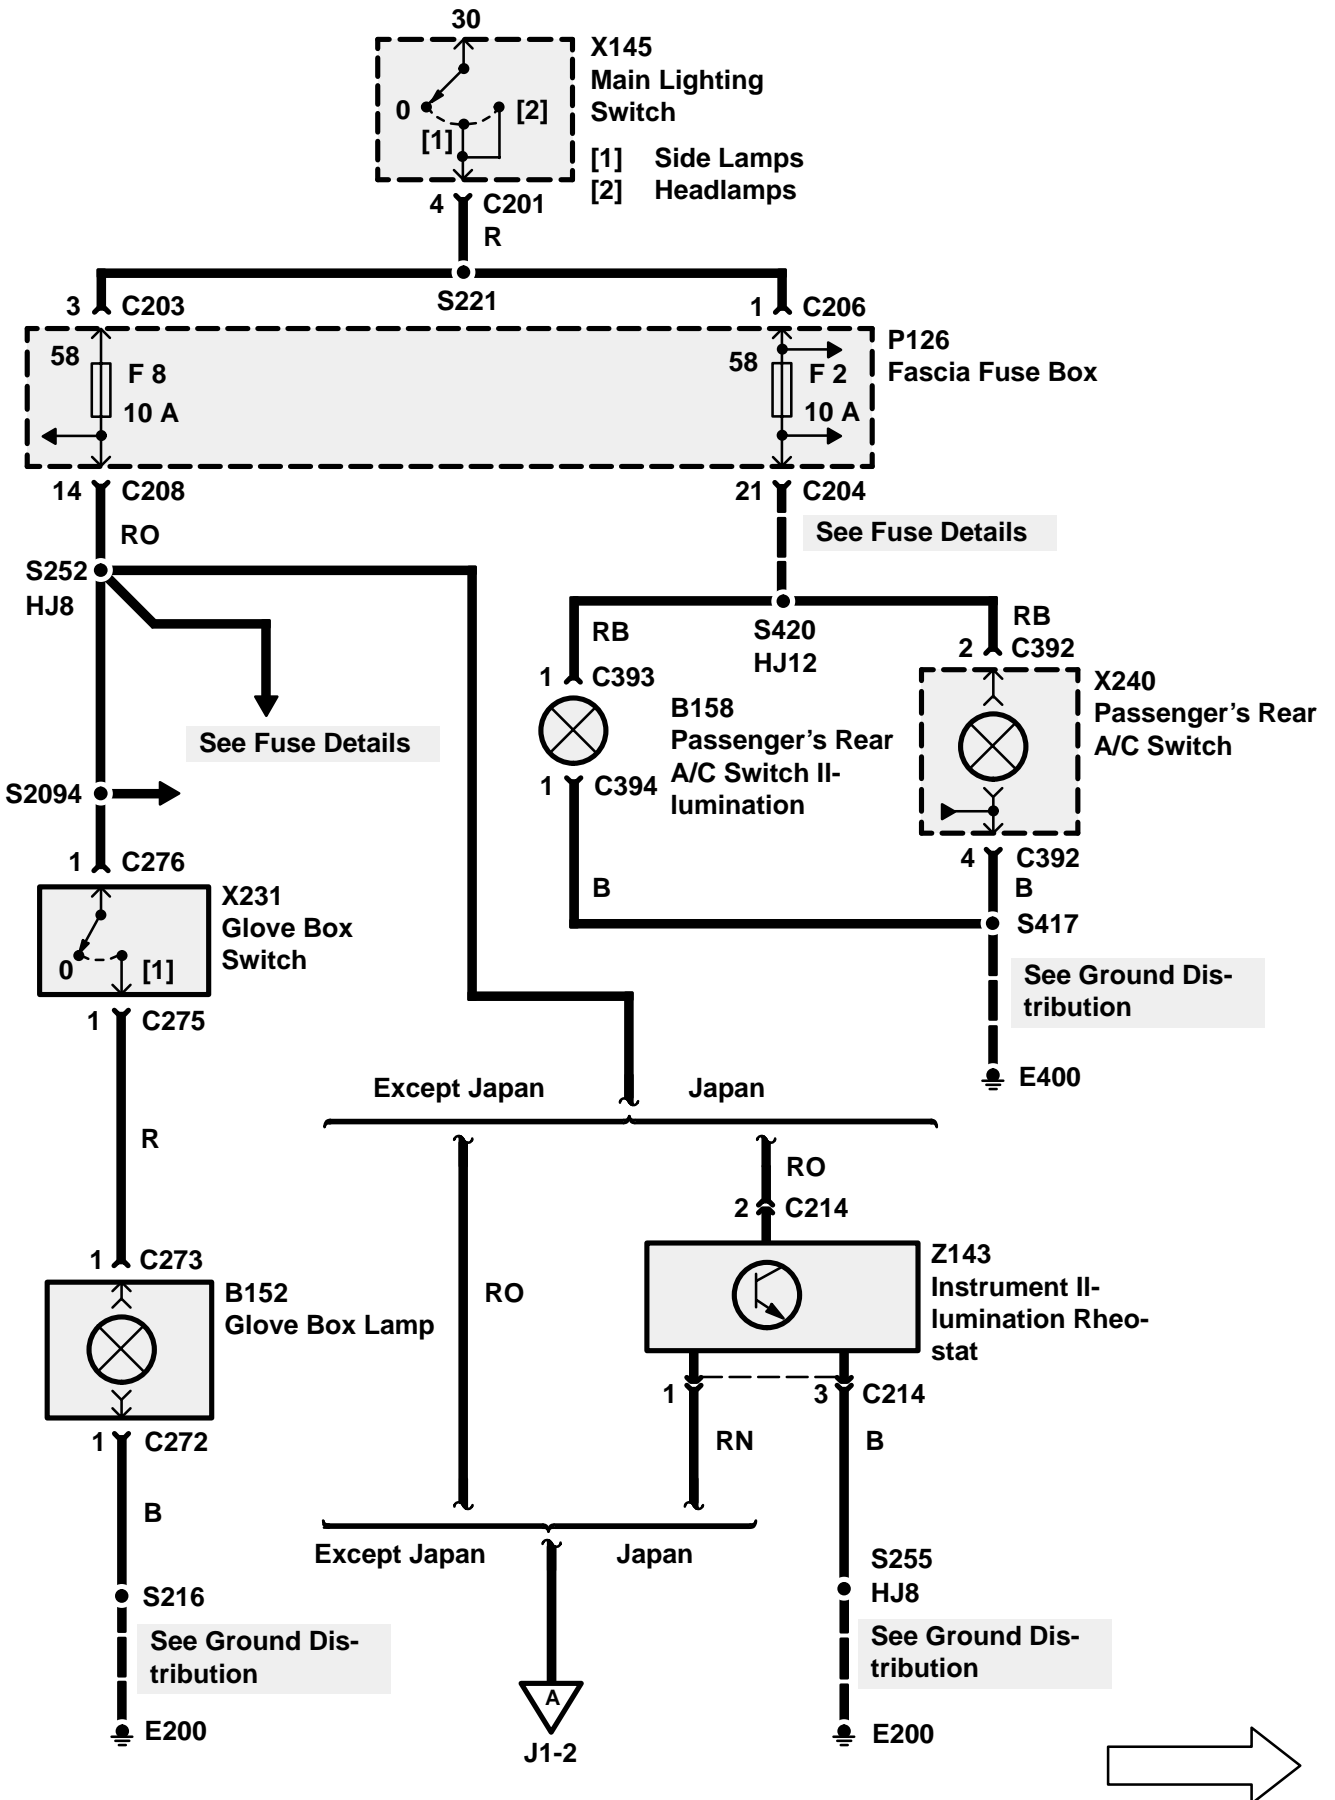 30
X145
Main Lighting
Switch
0
[1]
[2]
[1] Side Lamps
[2] Headlamps
4 C201
R
S221
3 C203
1 C206
P126
Fascia Fuse Box
58
F 8
10 A
58
F 2
10 A
14 C208
21 C204
RO
See Fuse Details
S252
HJ8
S420
HJ12
RB
RB
1 C393
2 C392
B158
Passenger’s Rear
A/C Switch Il-
lumination
X240
Passenger’s Rear
A/C Switch
See Fuse Details
1 C394
S2094
1 C276
4 C392
B
B
X231
Glove Box
Switch
0
[1]
S417
See Ground Dis-
tribution
1 C275
E400
Except Japan
Japan
R
RO
2 C214
1 C273
B152
Glove Box Lamp
RO
Z143
Instrument Il-
lumination Rheo-
stat
1
3 C214
1 C272
RN
B
B
Except Japan
Japan
S255
HJ8
S216
See Ground Dis-
tribution
See Ground Dis-
tribution
A
E200
E200
J1-2